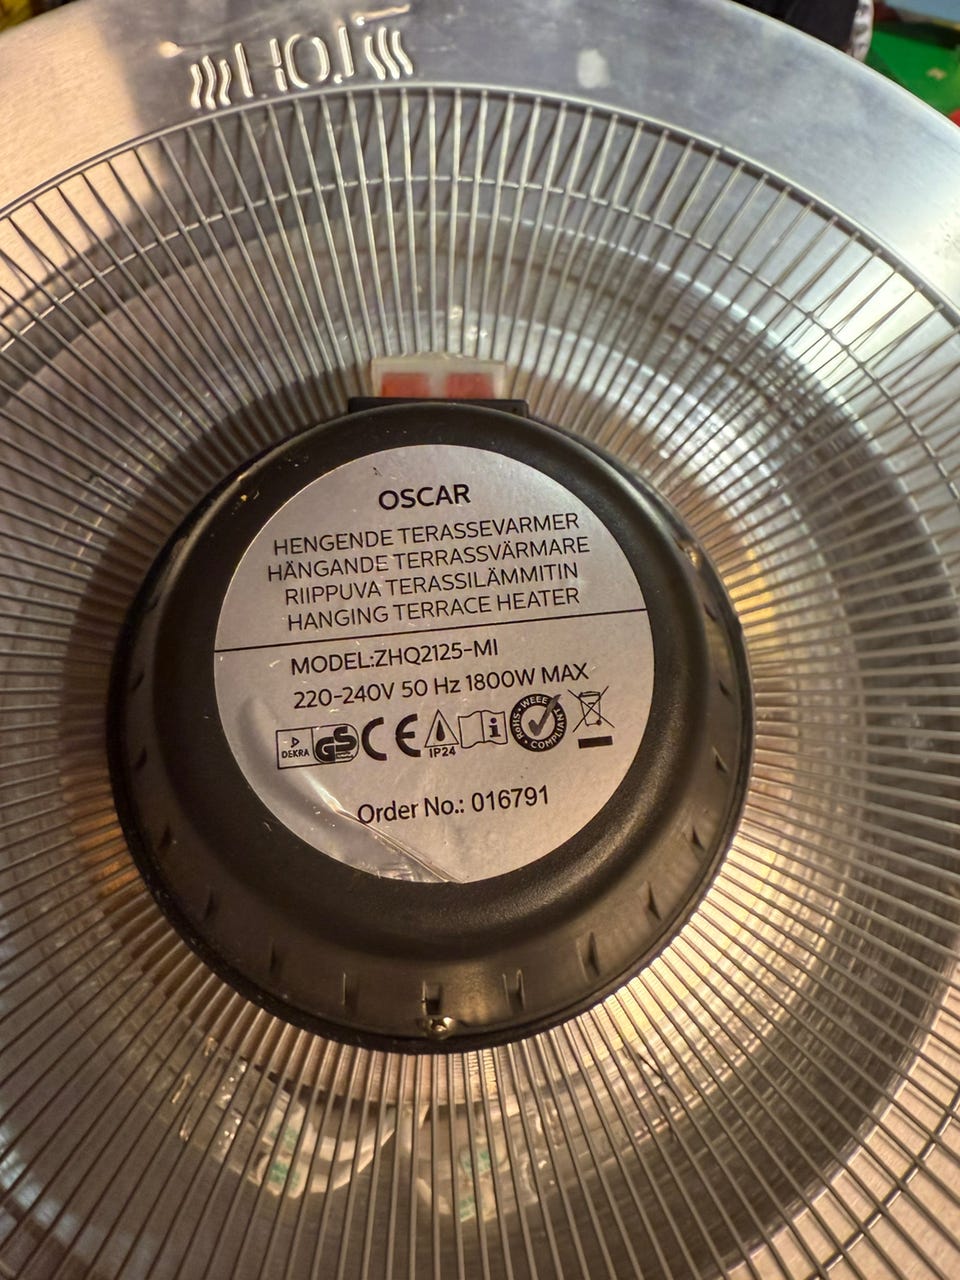 HOT
OSCAR
HENGENDE TERASSEVARMER
HÄNGANDE TERRASSVÄRMARE
RIIPPUVA TERASSILÄMMITIN
HANGING TERRACE HEATER
MODEL:ZHQ2125-MI
220-240V 50 Hz 1800W MAX
DEKRA GS CE IP24 i WEEE RoHS COMPLIANT
Order No.: 016791